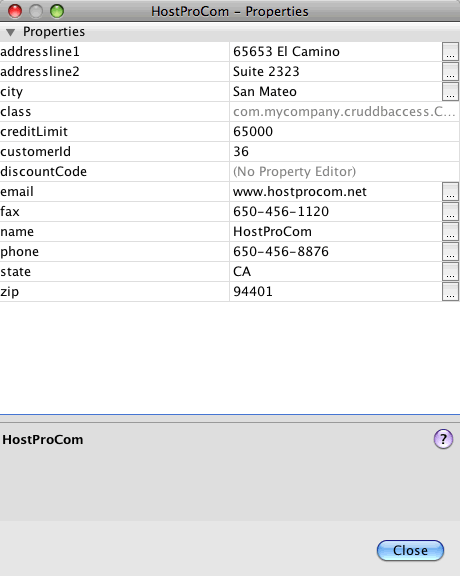 HostProCom – Properties
Properties
addressline1 65653 El Camino ...
addressline2 Suite 2323 ...
city San Mateo ...
class com.mycompany.cruddbaccess.C...
creditLimit 65000
customerId 36
discountCode (No Property Editor)
email www.hostprocom.net ...
fax 650-456-1120 ...
name HostProCom ...
phone 650-456-8876 ...
state CA ...
zip 94401 ...
HostProCom ?
Close